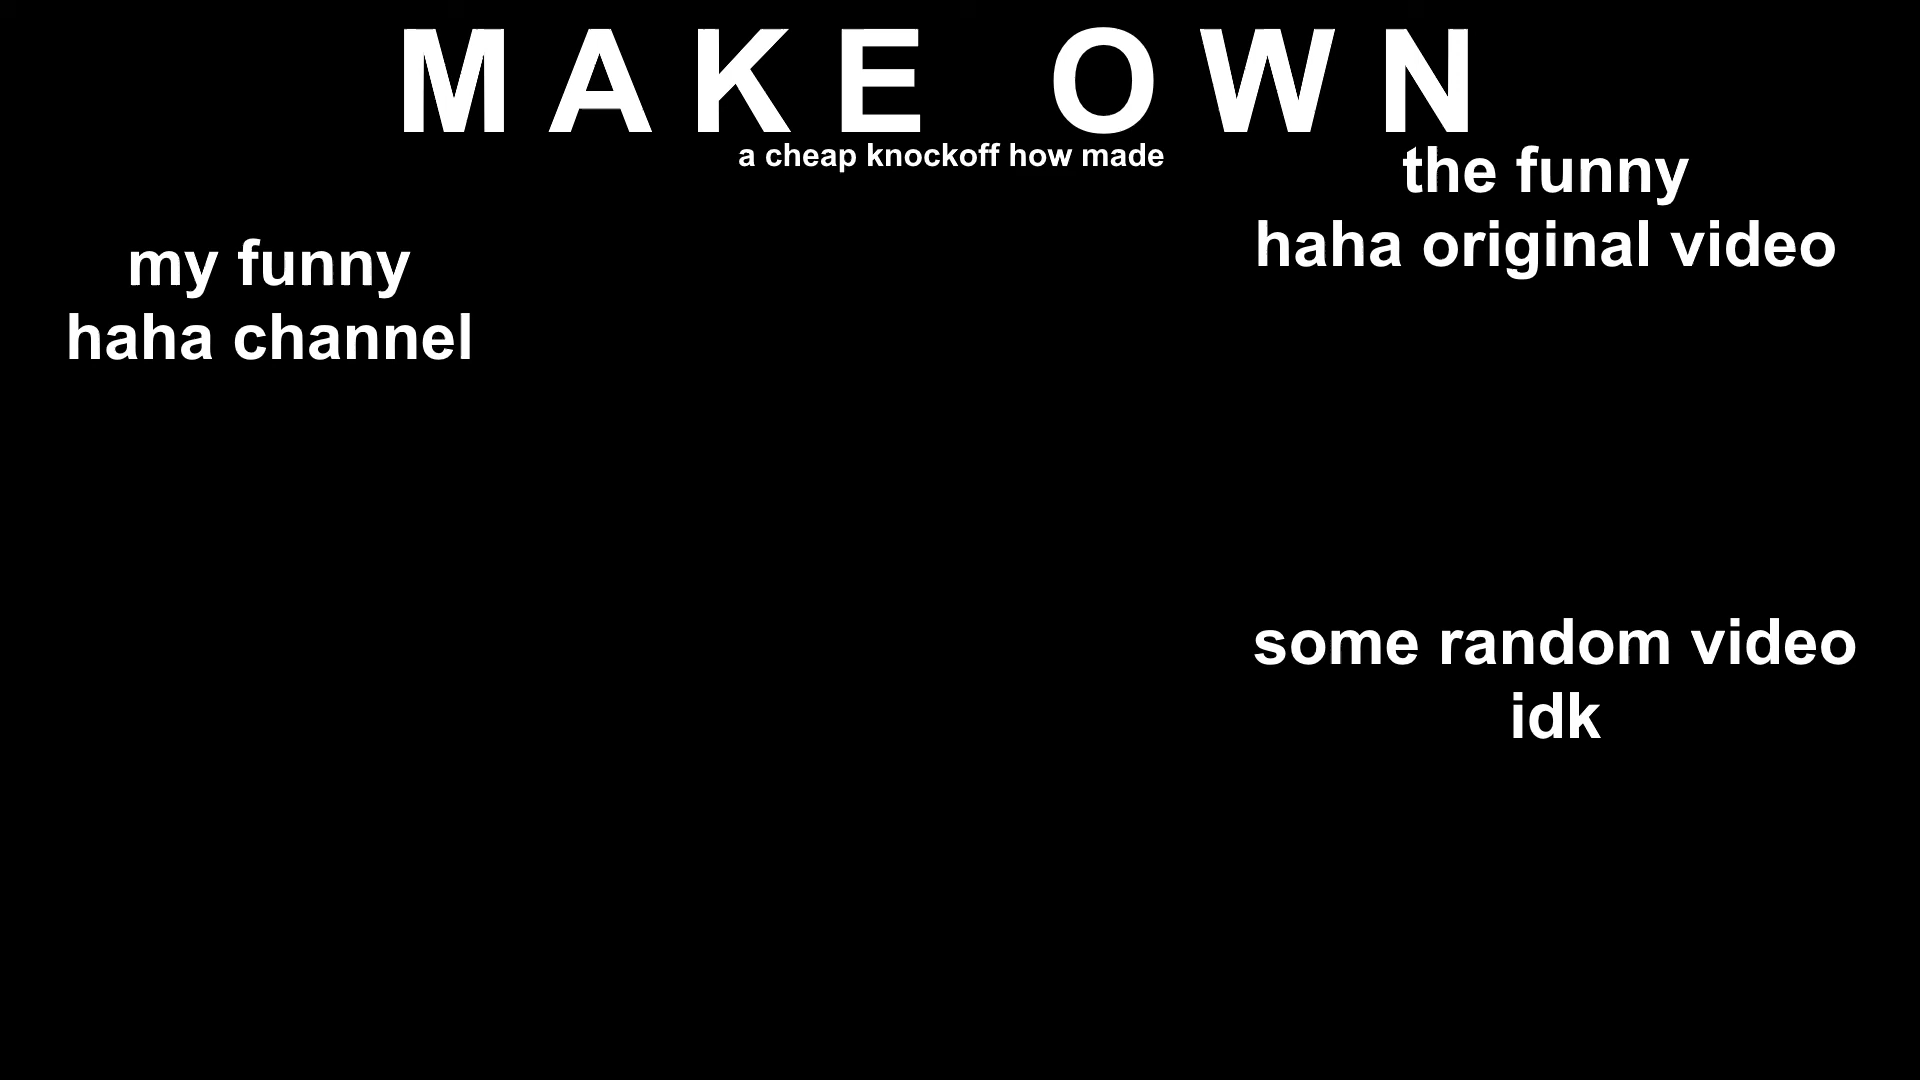 M A K E  O W N
a cheap knockoff how made
the funny
haha original video
my funny
haha channel
some random video
idk